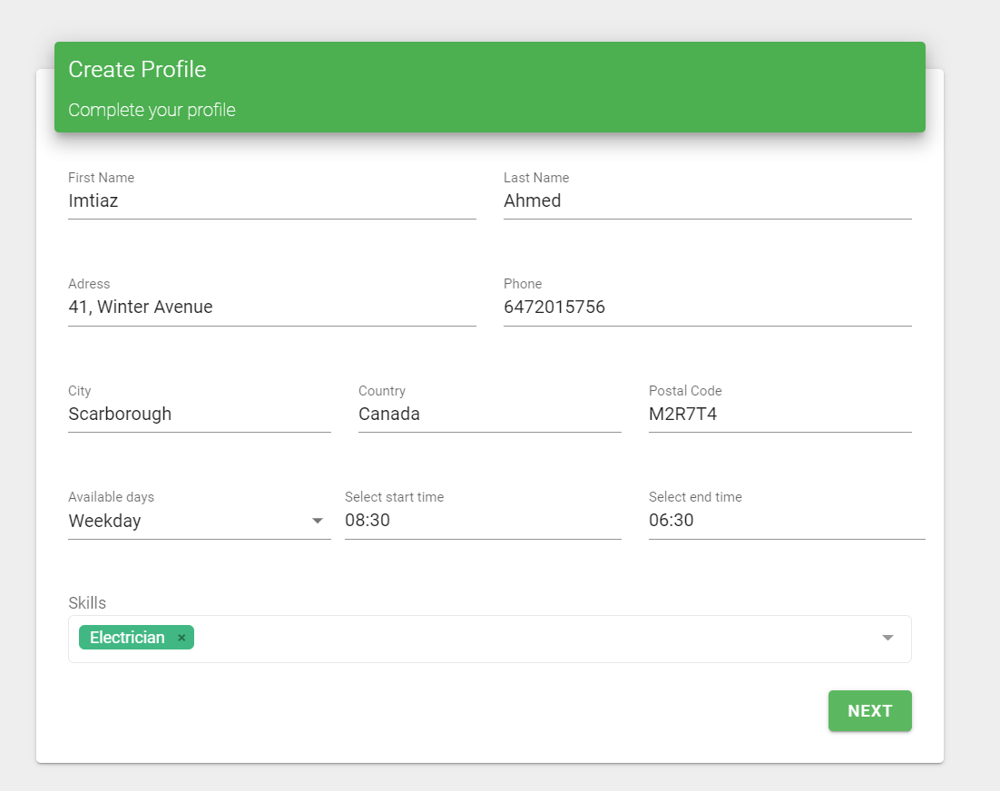 Create Profile
Complete your profile
First Name Last Name
Imtiaz Ahmed
Adress Phone
41, Winter Avenue 6472015756
City Country Postal Code
Scarborough Canada M2R7T4
Available days Select start time Select end time
Weekday 08:30 06:30
Skills
Electrician ×
NEXT